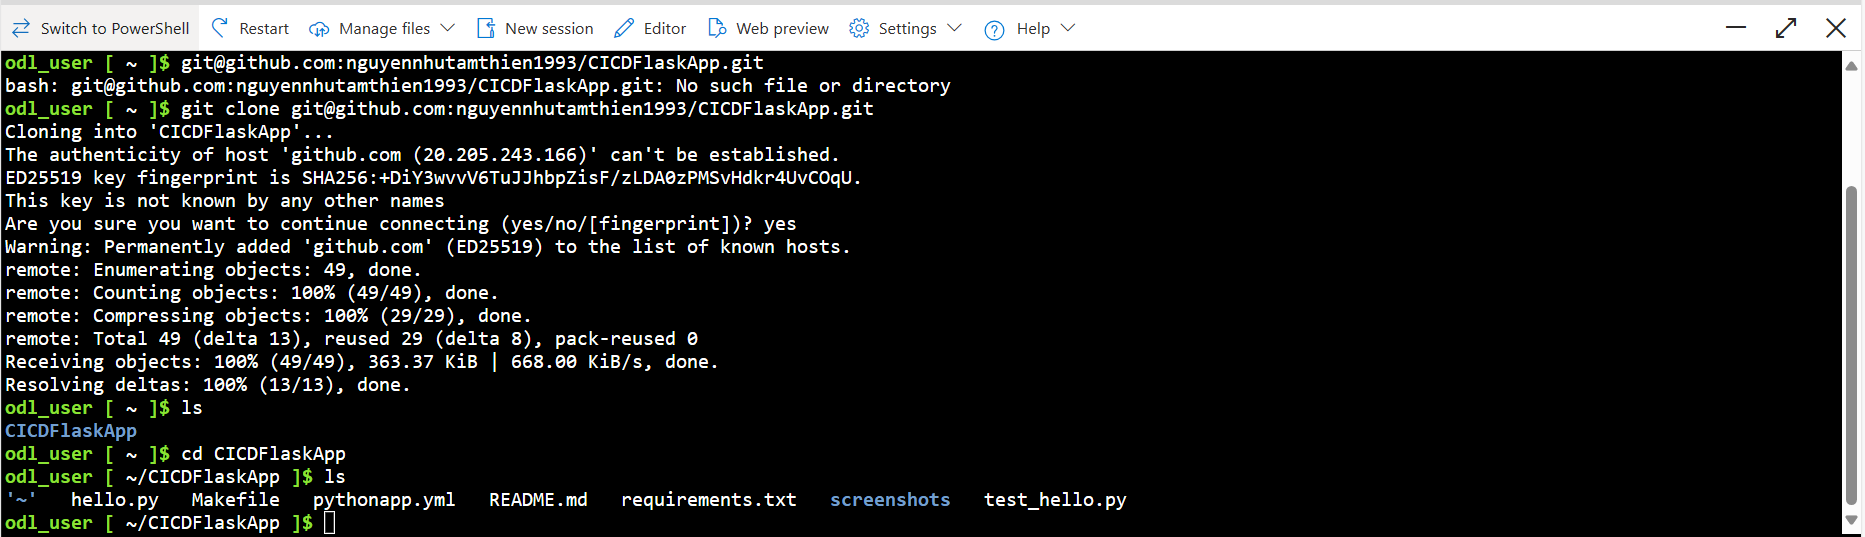 Switch to PowerShell Restart Manage files New session Editor Web preview Settings Help
odl_user [ ~ ]$ git@github.com:nguyennhutamthien1993/CICDFlaskApp.git
bash: git@github.com:nguyennhutamthien1993/CICDFlaskApp.git: No such file or directory
odl_user [ ~ ]$ git clone git@github.com:nguyennhutamthien1993/CICDFlaskApp.git
Cloning into 'CICDFlaskApp'...
The authenticity of host 'github.com (20.205.243.166)' can't be established.
ED25519 key fingerprint is SHA256:+DiY3wvvV6TuJJhbpZisF/zLDA0zPMSvHdkr4UvCOqU.
This key is not known by any other names
Are you sure you want to continue connecting (yes/no/[fingerprint])? yes
Warning: Permanently added 'github.com' (ED25519) to the list of known hosts.
remote: Enumerating objects: 49, done.
remote: Counting objects: 100% (49/49), done.
remote: Compressing objects: 100% (29/29), done.
remote: Total 49 (delta 13), reused 29 (delta 8), pack-reused 0
Receiving objects: 100% (49/49), 363.37 KiB | 668.00 KiB/s, done.
Resolving deltas: 100% (13/13), done.
odl_user [ ~ ]$ ls
CICDFlaskApp
odl_user [ ~ ]$ cd CICDFlaskApp
odl_user [ ~/CICDFlaskApp ]$ ls
'~' hello.py Makefile pythonapp.yml README.md requirements.txt screenshots test_hello.py
odl_user [ ~/CICDFlaskApp ]$